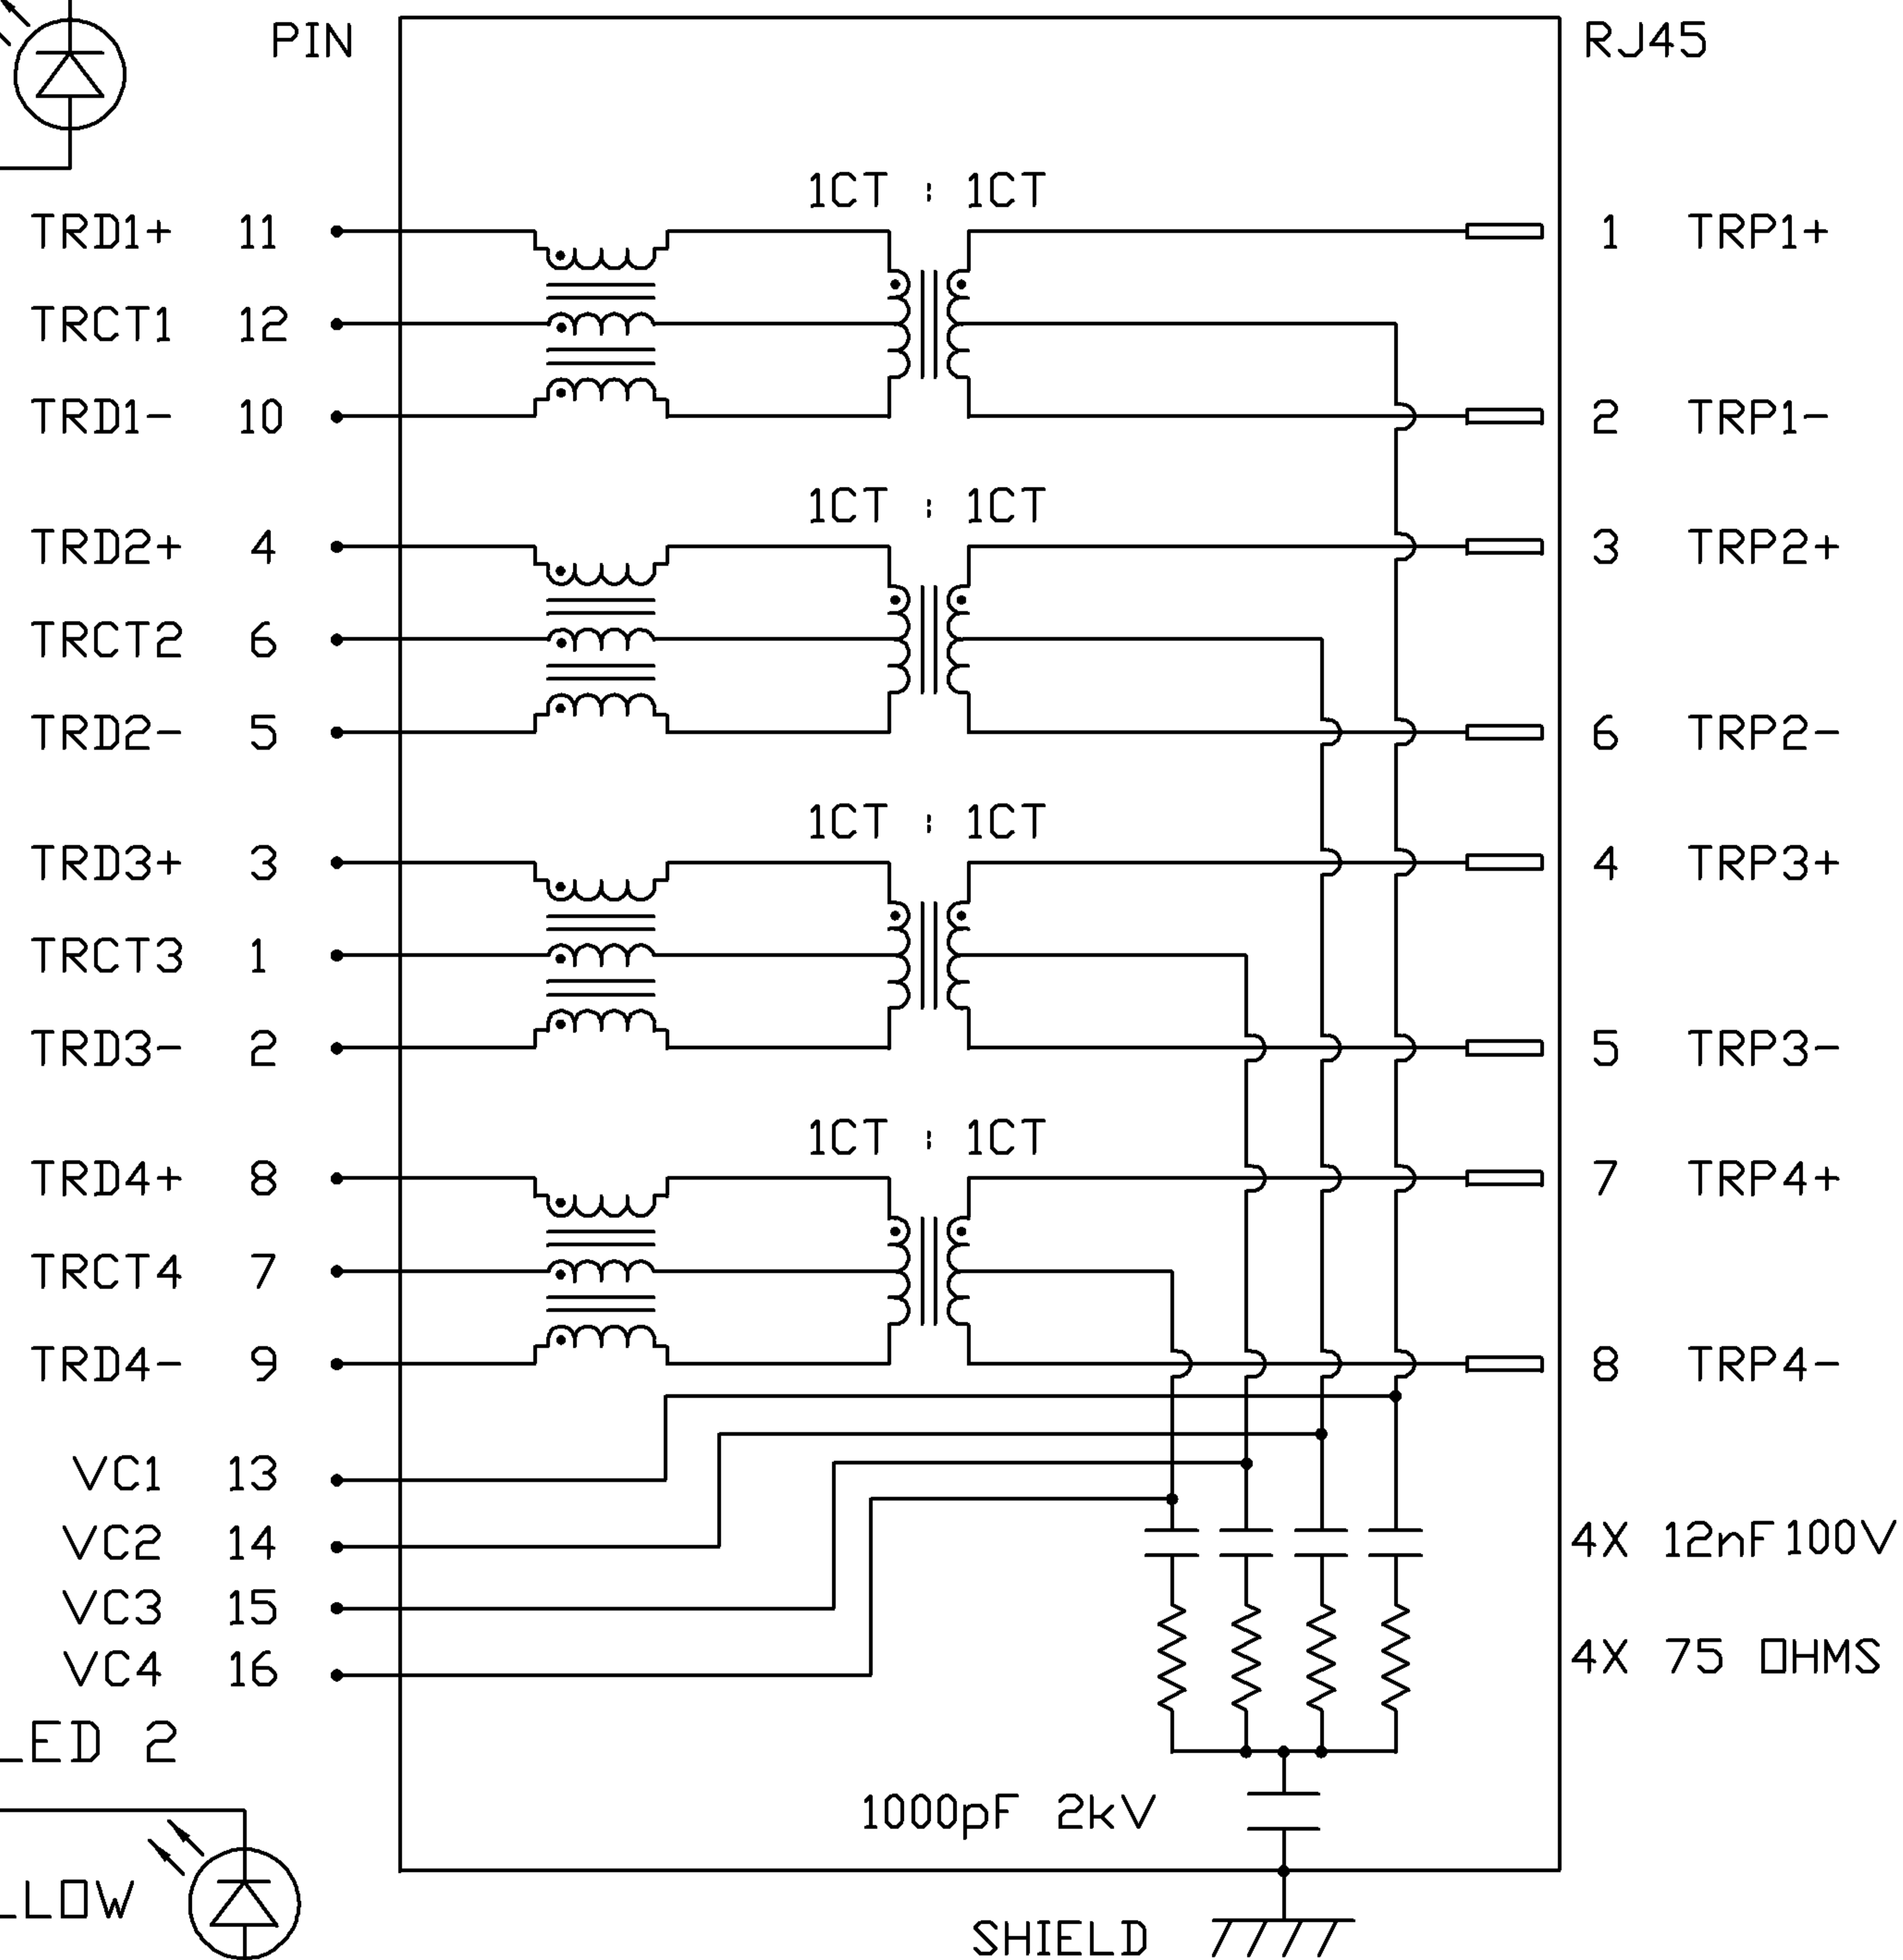 PIN RJ45
1CT : 1CT
TRD1+ 11 1 TRP1+
TRCT1 12
TRD1- 10 2 TRP1-
1CT : 1CT
TRD2+ 4 3 TRP2+
TRCT2 6
TRD2- 5 6 TRP2-
1CT : 1CT
TRD3+ 3 4 TRP3+
TRCT3 1
TRD3- 2 5 TRP3-
1CT : 1CT
TRD4+ 8 7 TRP4+
TRCT4 7
TRD4- 9 8 TRP4-
VC1 13
VC2 14 4X 12nF100V
VC3 15
VC4 16 4X 75 OHMS
LED 2
1000pF 2kV
LLOW
SHIELD